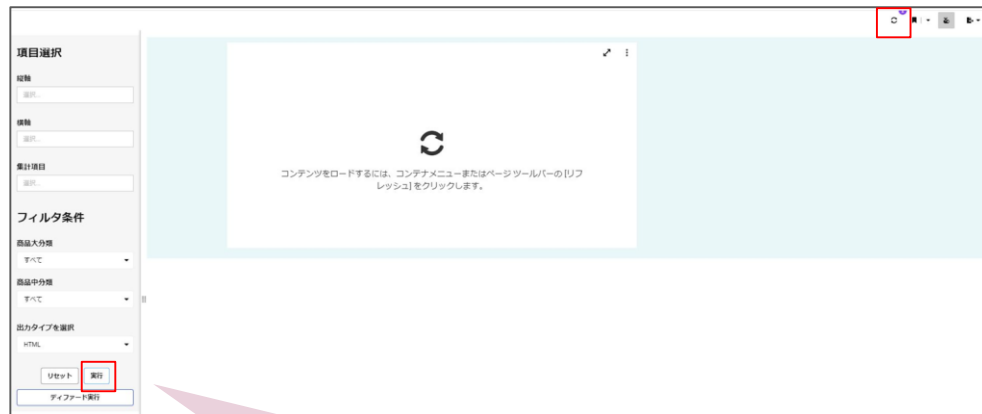 項目選択
縦軸
選択...
横軸
選択...
集計項目
選択...
フィルタ条件
商品大分類
すべて
商品中分類
すべて
出力タイプを選択
HTML
リセット
実行
ディファード実行
コンテンツをロードするには、コンテナメニューまたはページ ツールバーの [リフ
レッシュ] をクリックします。